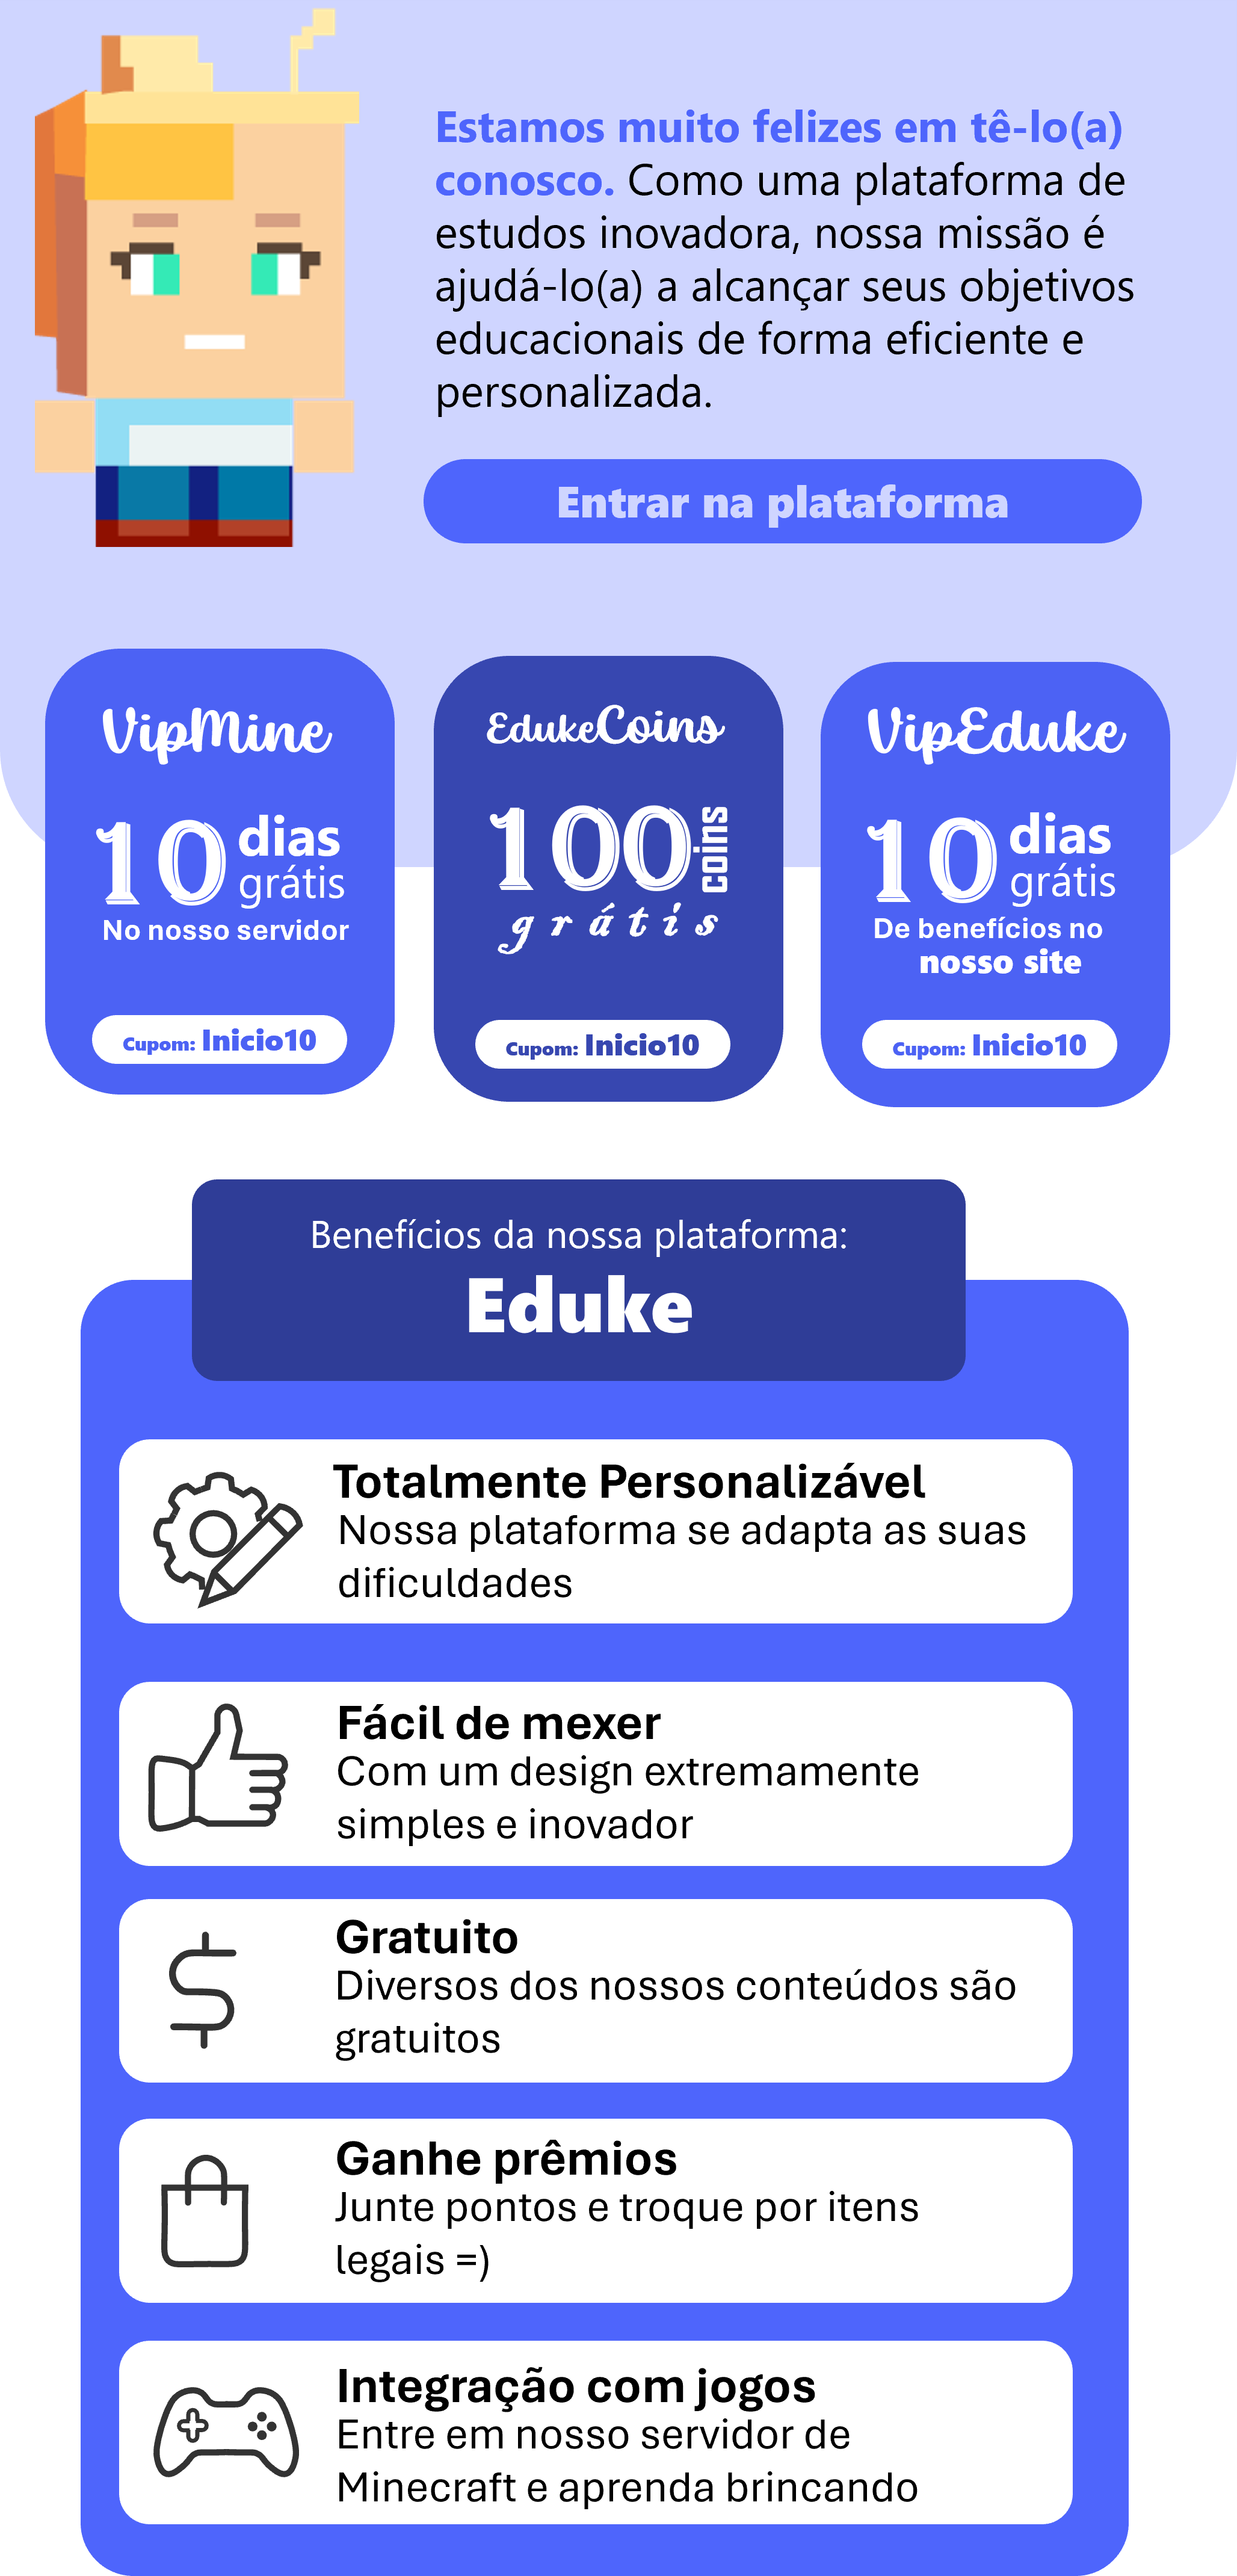 Estamos muito felizes em tê-lo(a)
conosco. Como uma plataforma de
estudos inovadora, nossa missão é
ajudá-lo(a) a alcançar seus objetivos
educacionais de forma eficiente e
personalizada.
Entrar na plataforma
VipMine
10 dias
grátis
No nosso servidor
Cupom: Inicio10
EdukeCoins
100 coins
grátis
Cupom: Inicio10
VipEduke
10 dias
grátis
De benefícios no
nosso site
Cupom: Inicio10
Benefícios da nossa plataforma:
Eduke
Totalmente Personalizável
Nossa plataforma se adapta as suas
dificuldades
Fácil de mexer
Com um design extremamente
simples e inovador
Gratuito
Diversos dos nossos conteúdos são
gratuitos
Ganhe prêmios
Junte pontos e troque por itens
legais =)
Integração com jogos
Entre em nosso servidor de
Minecraft e aprenda brincando